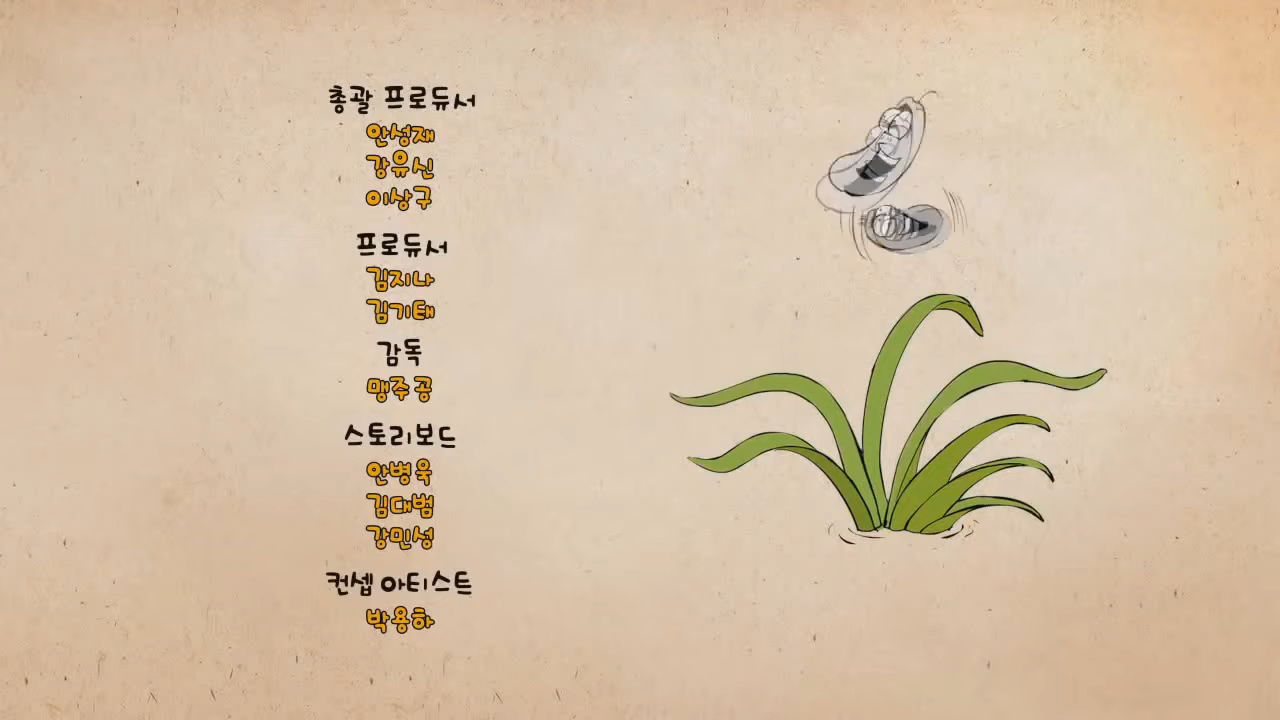 총괄 프로듀서
안성재
강유신
이상구
프로듀서
김지나
김기태
감독
맹주공
스토리보드
안병욱
김대범
강민성
컨셉 아티스트
박용하